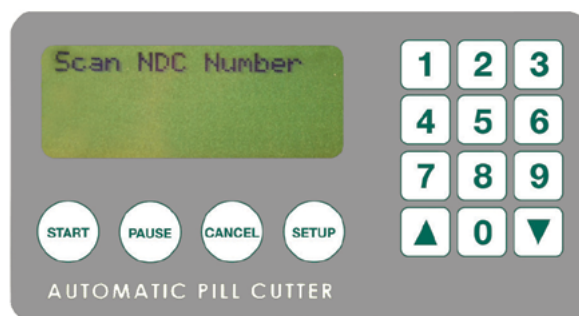 Scan NDC Number
1 2 3
4 5 6
7 8 9
▲ 0 ▼
START PAUSE CANCEL SETUP
AUTOMATIC PILL CUTTER